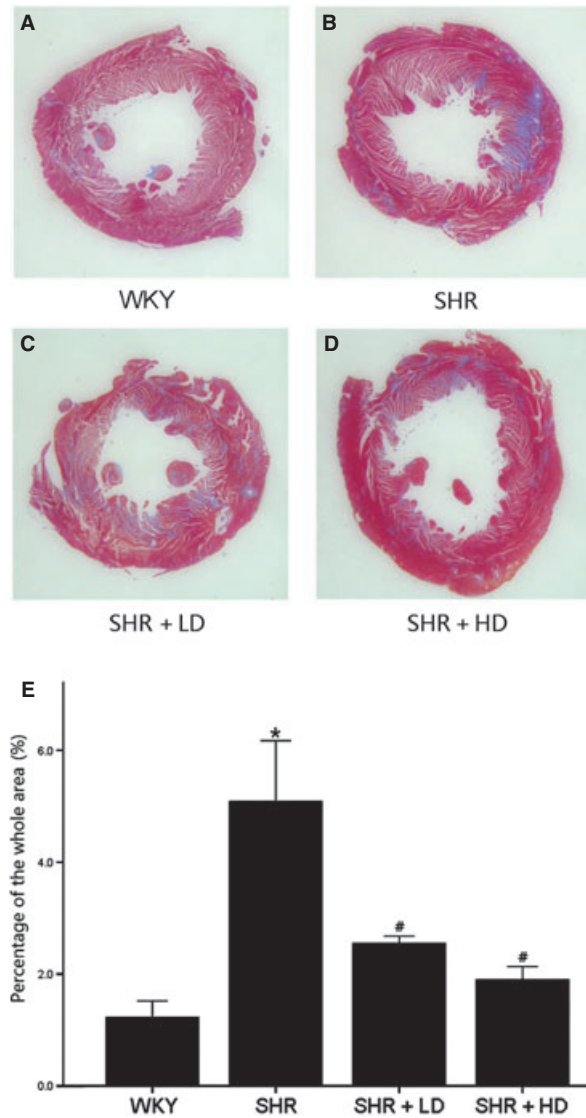 A
B
WKY
SHR
C
D
SHR + LD
SHR + HD
E
Percentage of the whole area (%)
6.0
4.0
2.0
0.0
*
#
#
WKY
SHR
SHR + LD
SHR + HD